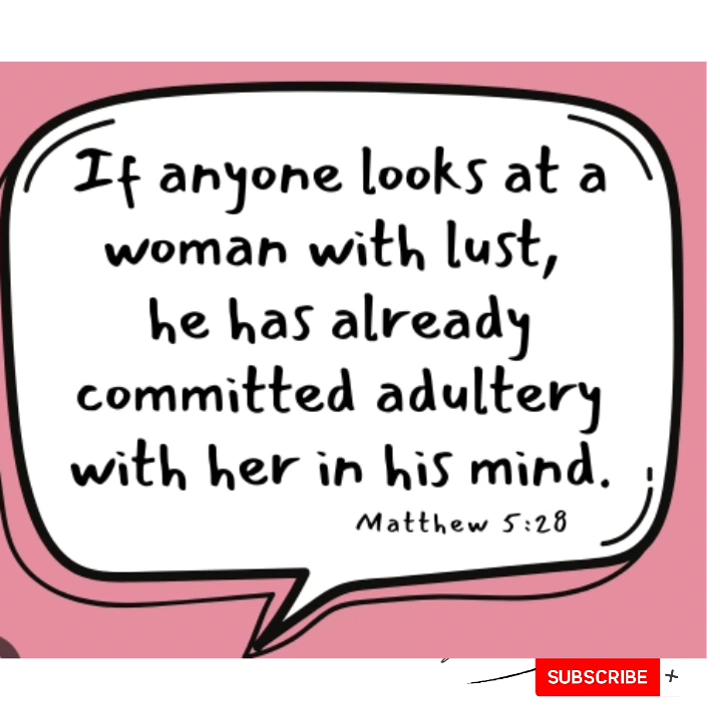 If anyone looks at a
woman with lust,
he has already
committed adultery
with her in his mind.
Matthew 5:28
SUBSCRIBE +